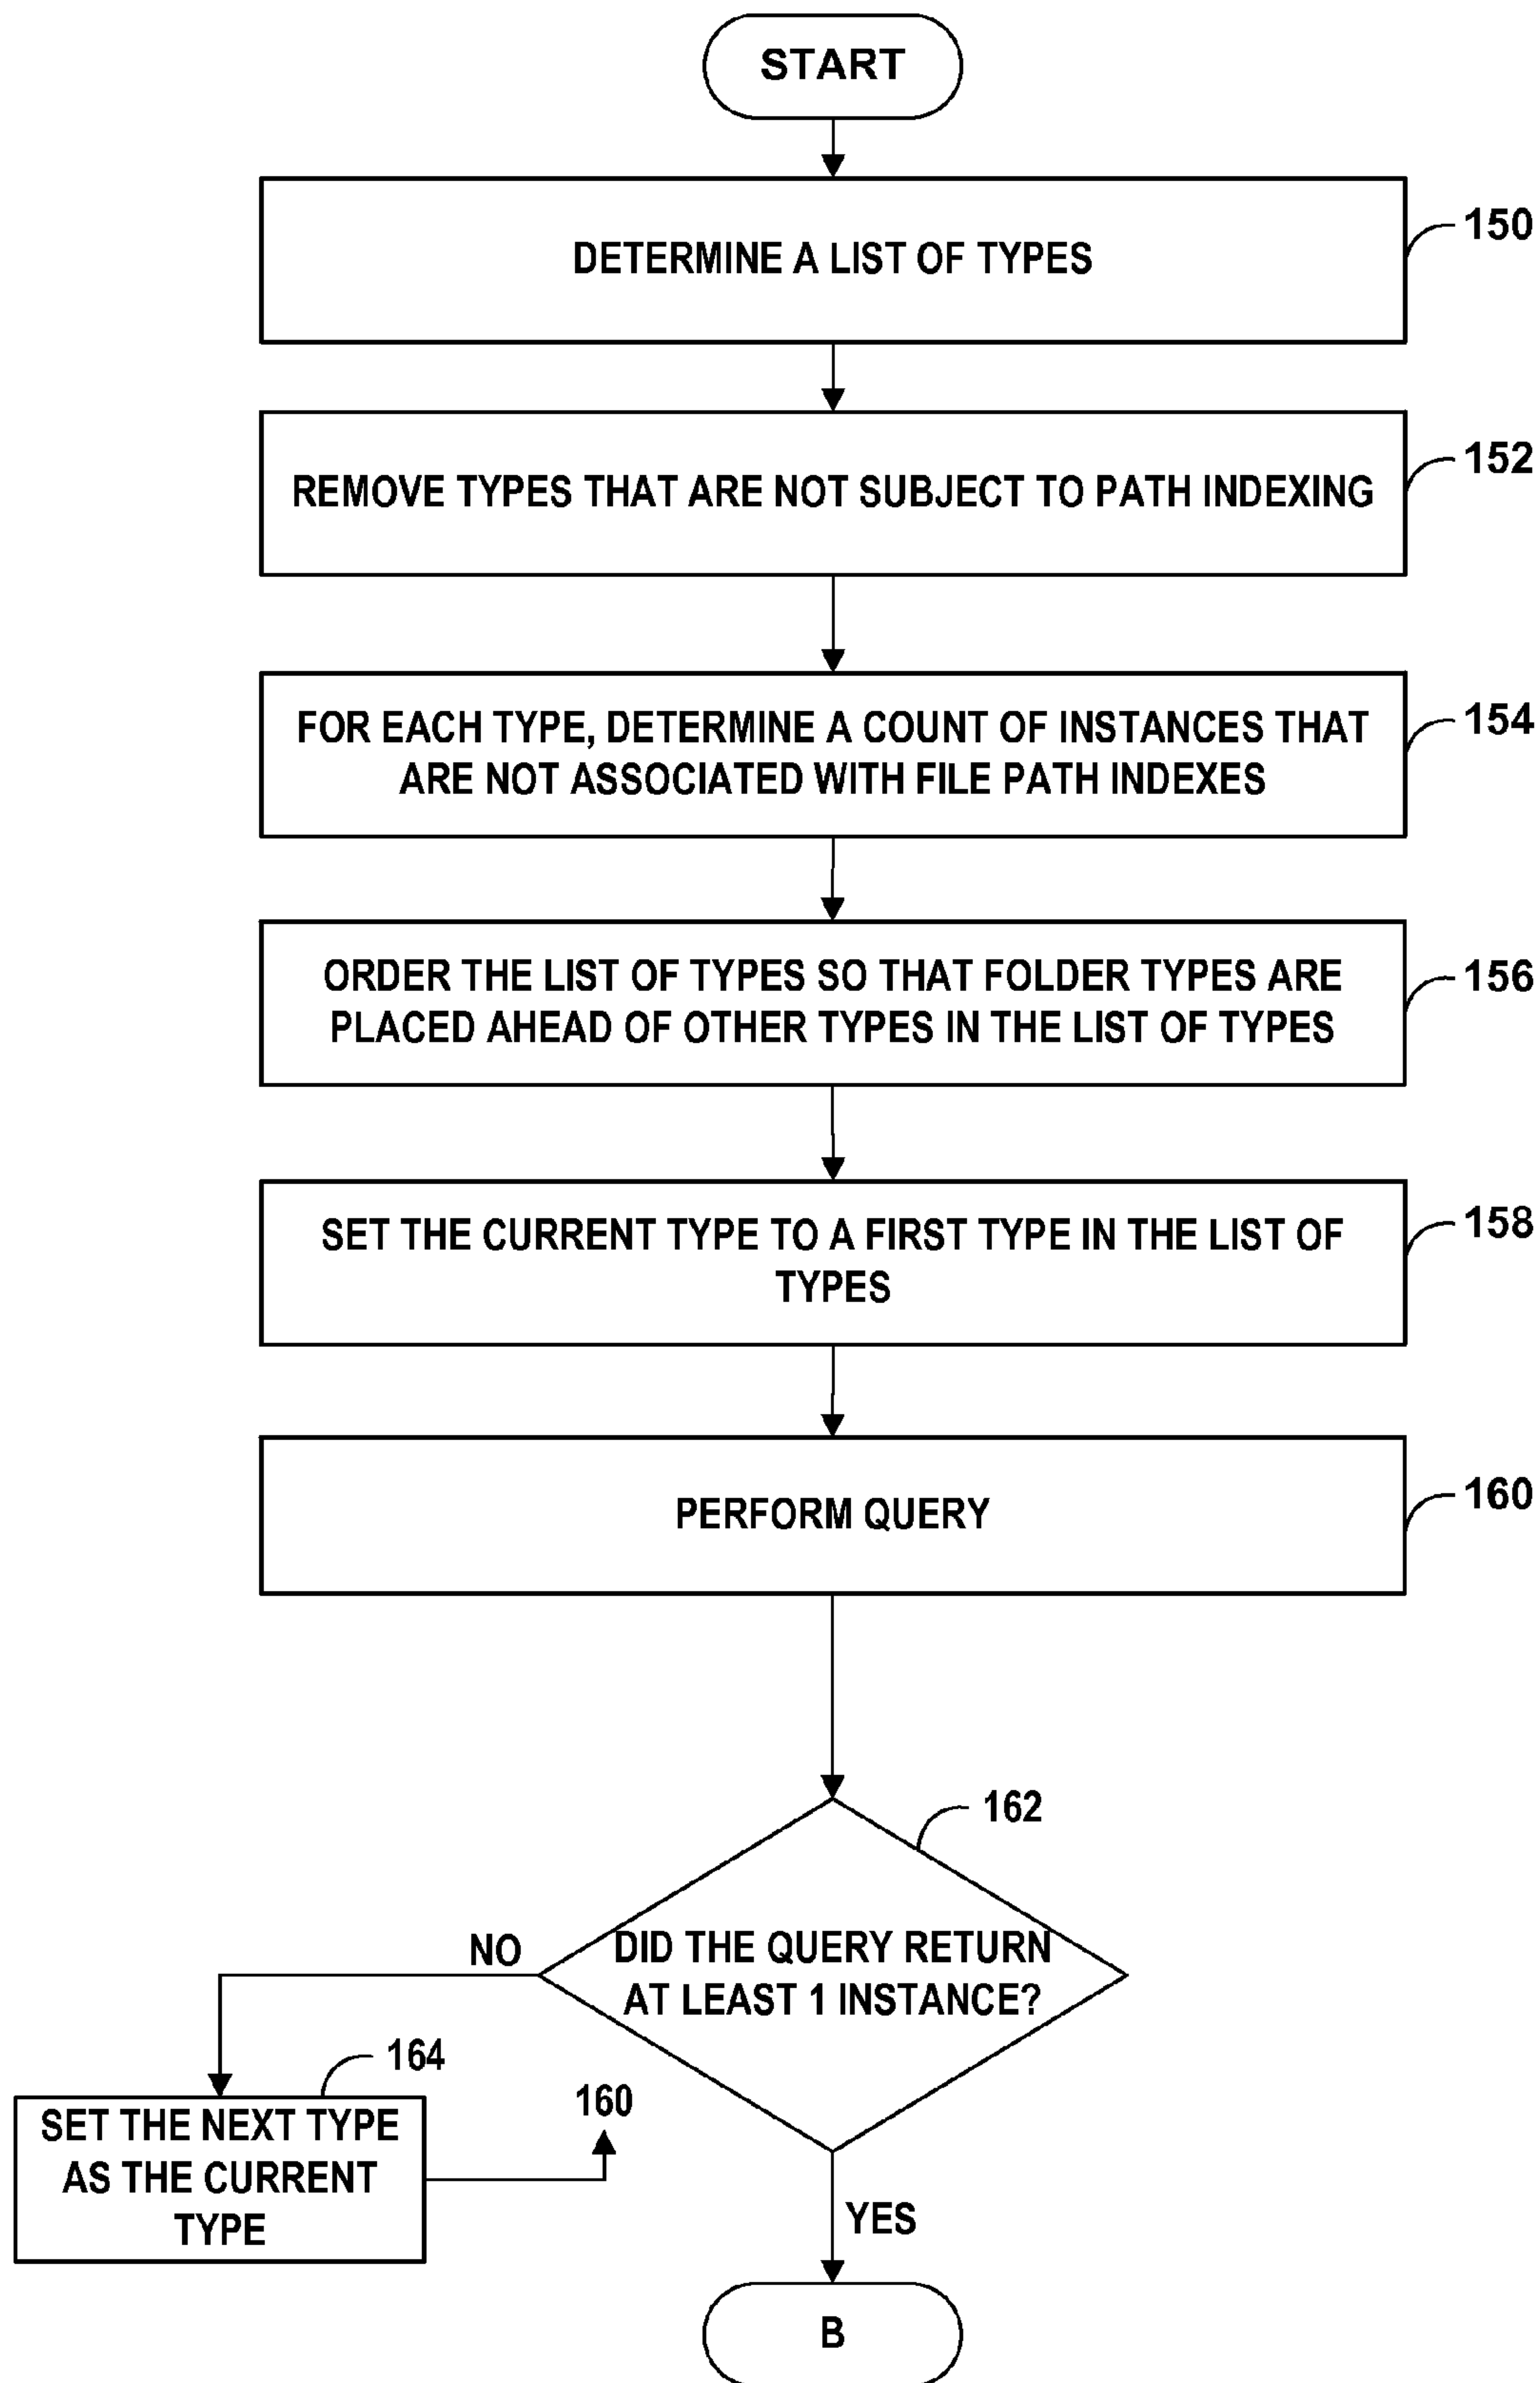 START
150
DETERMINE A LIST OF TYPES
152
REMOVE TYPES THAT ARE NOT SUBJECT TO PATH INDEXING
154
FOR EACH TYPE, DETERMINE A COUNT OF INSTANCES THAT
ARE NOT ASSOCIATED WITH FILE PATH INDEXES
156
ORDER THE LIST OF TYPES SO THAT FOLDER TYPES ARE
PLACED AHEAD OF OTHER TYPES IN THE LIST OF TYPES
158
SET THE CURRENT TYPE TO A FIRST TYPE IN THE LIST OF
TYPES
160
PERFORM QUERY
162
NO
DID THE QUERY RETURN
AT LEAST 1 INSTANCE?
164
160
SET THE NEXT TYPE
AS THE CURRENT
TYPE
YES
B